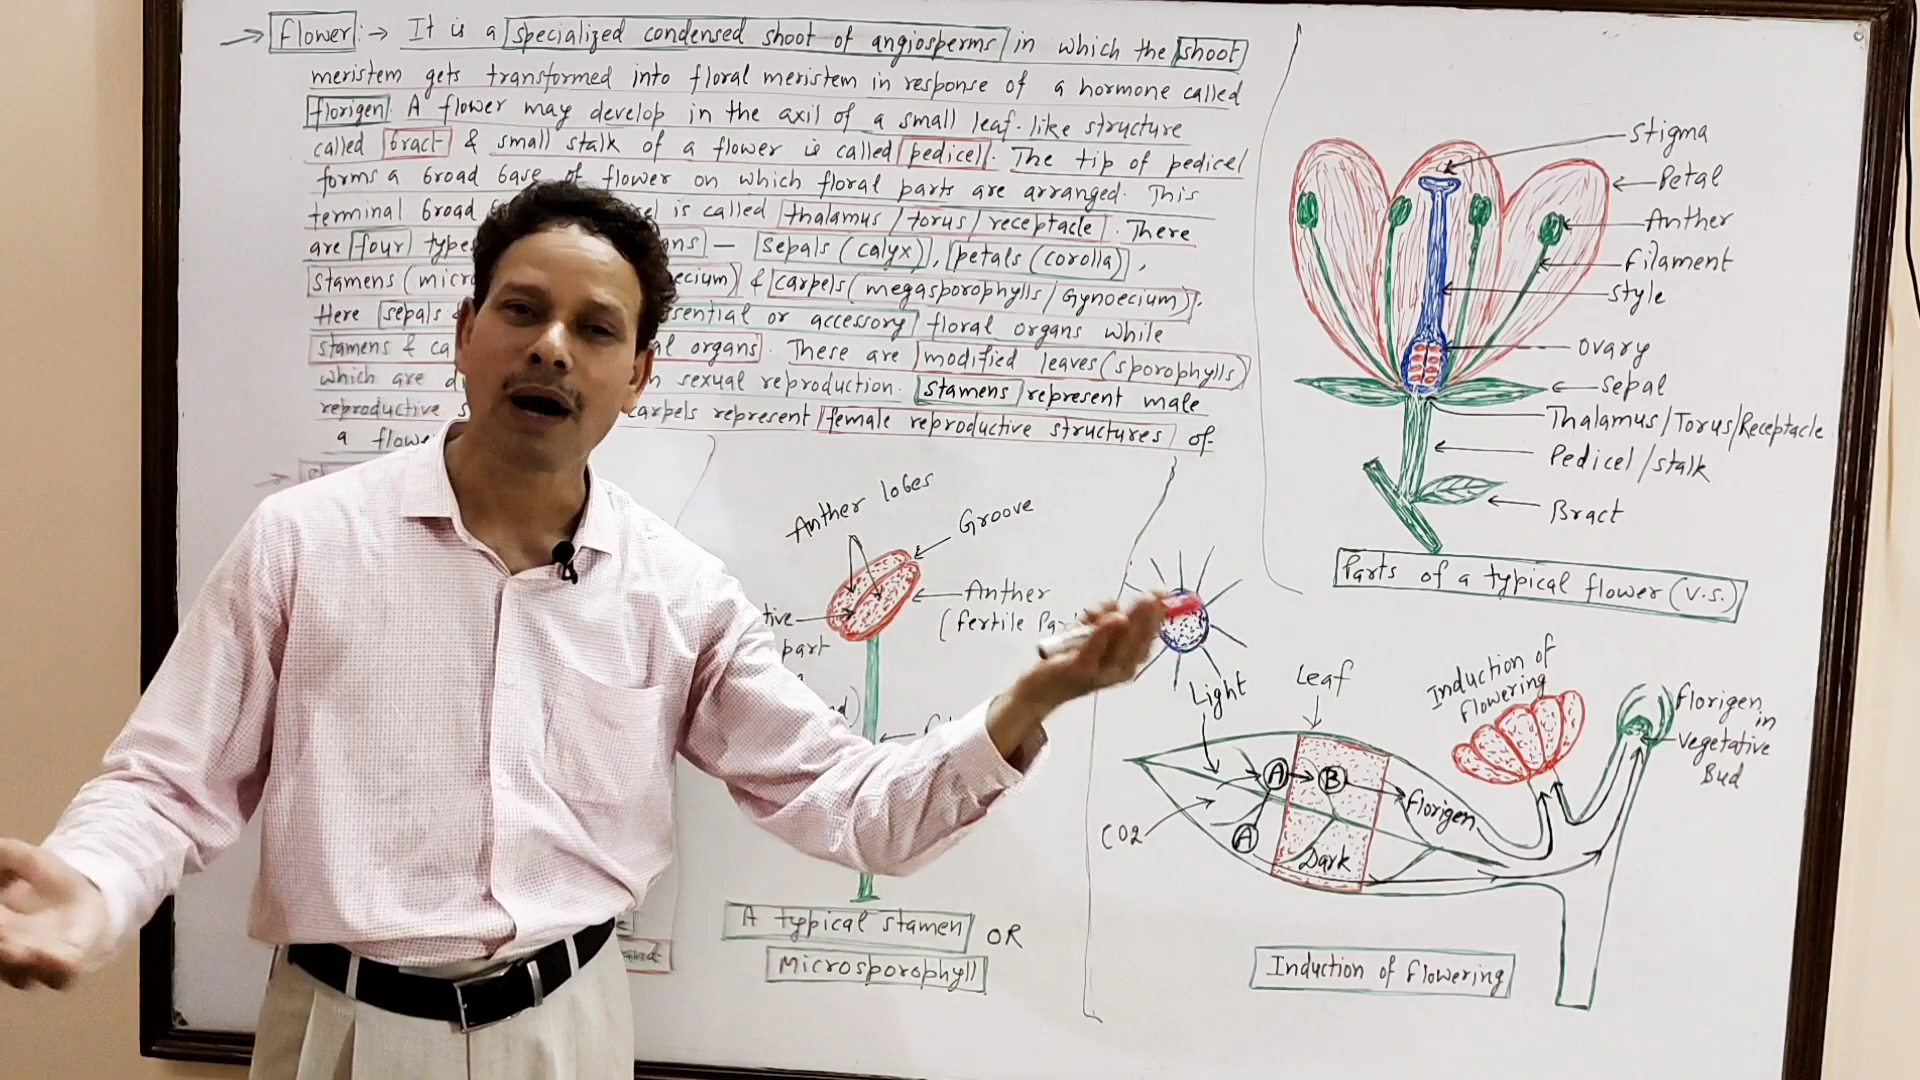 Flower :→ It is a specialized condensed shoot of angiosperms in which the shoot
meristem gets transformed into floral meristem in response of a hormone called
florigen. A flower may develop in the axil of a small leaf-like structure
called bract & small stalk of a flower is called pedicel. The tip of pedicel
forms a broad base of flower on which floral parts are arranged. This
terminal broad is called thalamus/torus/receptacle. There
are four types — sepals (calyx), petals (corolla),
stamens & carpels (megasporophylls/Gynoecium).
Here sepals or accessory floral organs while
stamens & organs. These are modified leaves (sporophylls)
which are sexual reproduction. Stamens represent male
reproductive carpels represent female reproductive structures of
a
Stigma
Petal
Anther
Filament
Style
Ovary
Sepal
Thalamus/Torus/Receptacle
Pedicel/stalk
Bract
Parts of a typical flower (V.S.)
Anther lobes
Groove
Anther
(fertile
part
A typical stamen OR
Microsporophyll
Light
Leaf
Induction of
flowering
Florigen
in
Vegetative
Bud
A B
Florigen
CO2
A
Dark
Induction of flowering